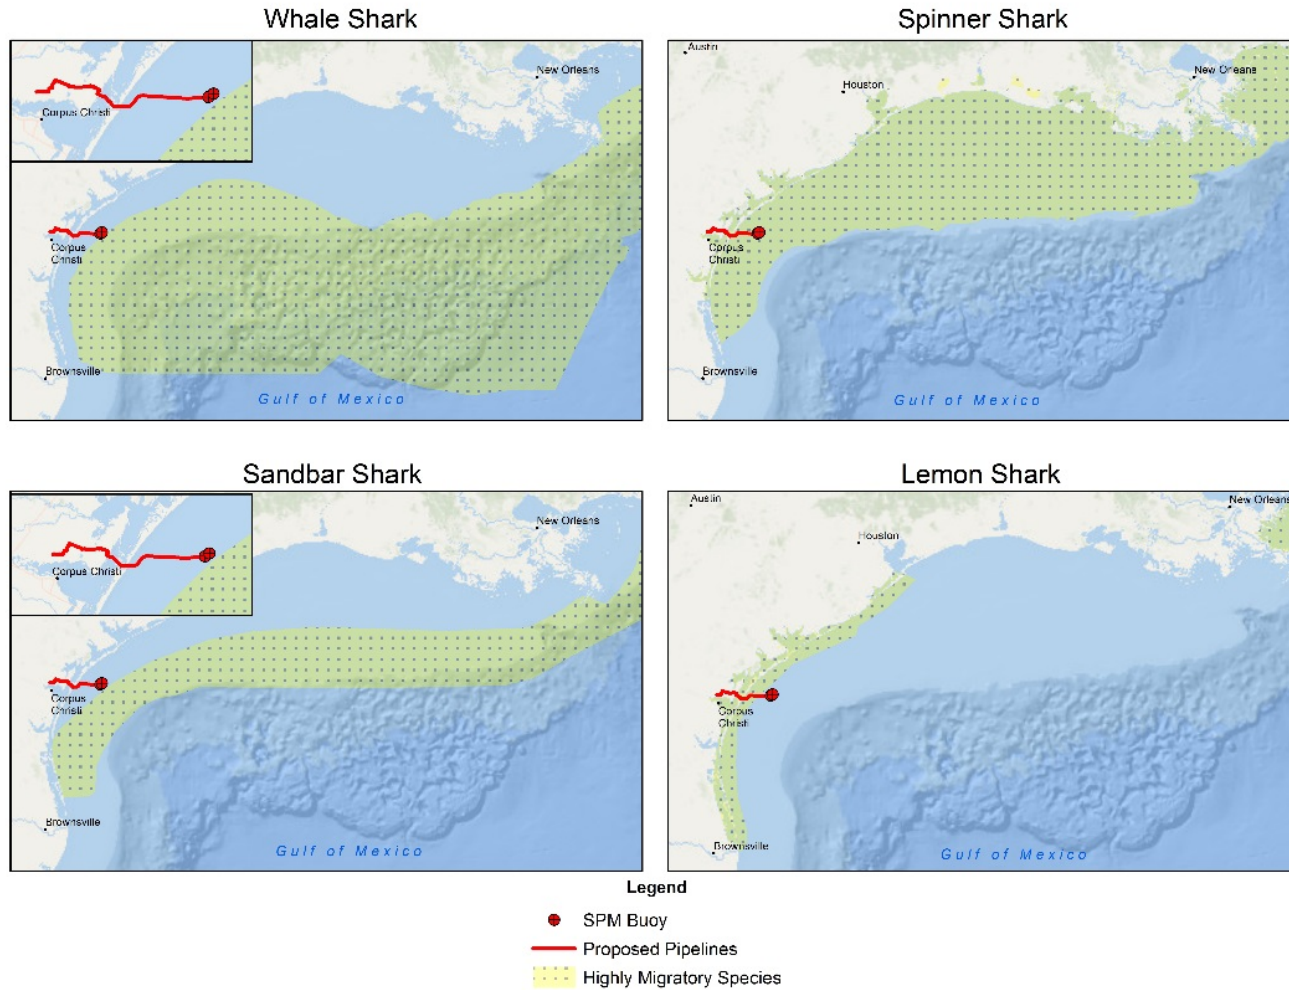 Whale Shark
Corpus Christi
New Orleans
Corpus
Christi
Brownsville
Gulf of Mexico
Spinner Shark
Austin
Houston
New Orleans
Corpus
Christi
Brownsville
Gulf of Mexico
Sandbar Shark
Corpus Christi
New Orleans
Corpus
Christi
Brownsville
Gulf of Mexico
Lemon Shark
Austin
Houston
New Orleans
Corpus
Christi
Brownsville
Gulf of Mexico
Legend
SPM Buoy
Proposed Pipelines
Highly Migratory Species